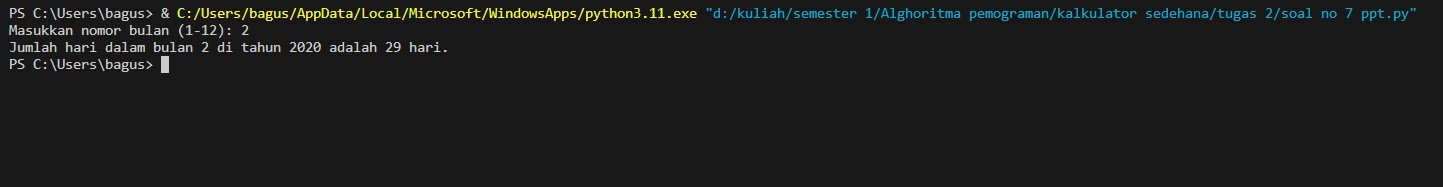 PS C:\Users\bagus> & C:/Users/bagus/AppData/Local/Microsoft/WindowsApps/python3.11.exe "d:/kuliah/semester 1/Alghoritma pemograman/kalkulator sedehana/tugas 2/soal no 7 ppt.py"
Masukkan nomor bulan (1-12): 2
Jumlah hari dalam bulan 2 di tahun 2020 adalah 29 hari.
PS C:\Users\bagus>